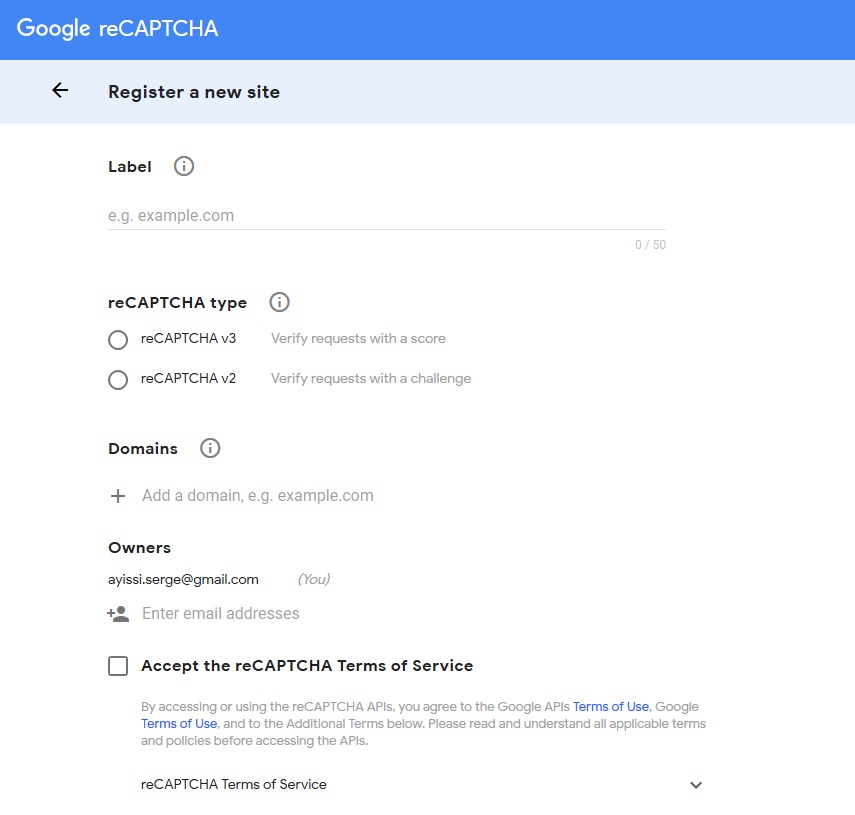 Google reCAPTCHA
Register a new site
Label
e.g. example.com
0 / 50
reCAPTCHA type
reCAPTCHA v3 Verify requests with a score
reCAPTCHA v2 Verify requests with a challenge
Domains
Add a domain, e.g. example.com
Owners
ayissi.serge@gmail.com (You)
Enter email addresses
Accept the reCAPTCHA Terms of Service
By accessing or using the reCAPTCHA APIs, you agree to the Google APIs Terms of Use, Google
Terms of Use, and to the Additional Terms below. Please read and understand all applicable terms
and policies before accessing the APIs.
reCAPTCHA Terms of Service